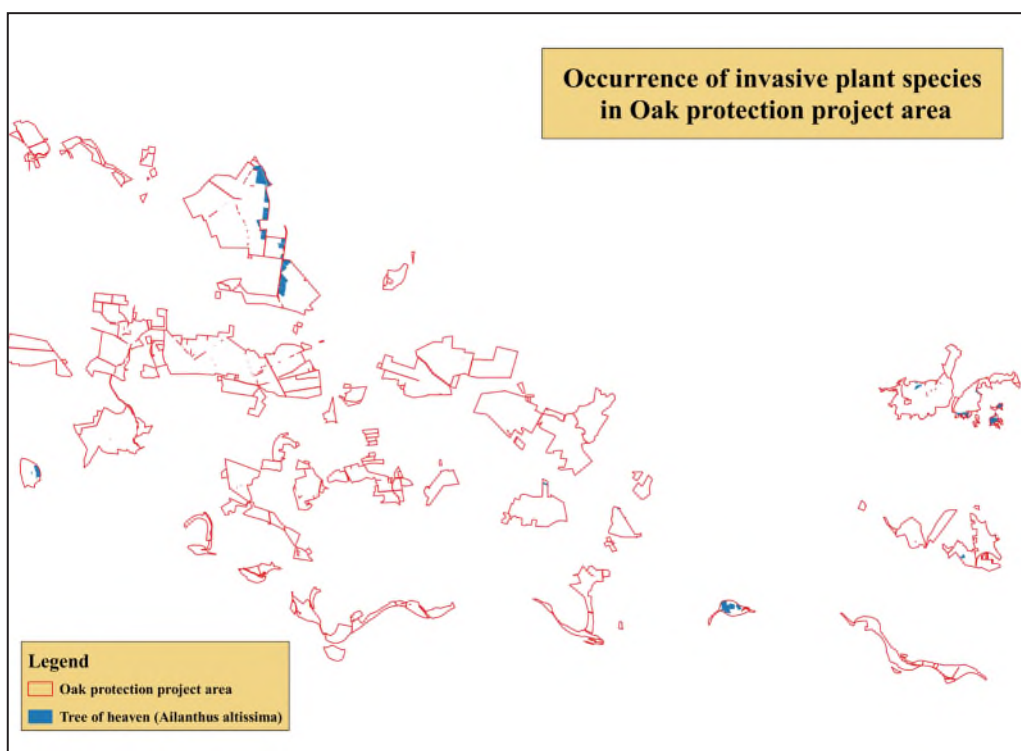 Occurrence of invasive plant species
in Oak protection project area
Legend
Oak protection project area
Tree of heaven (Ailanthus altissima)